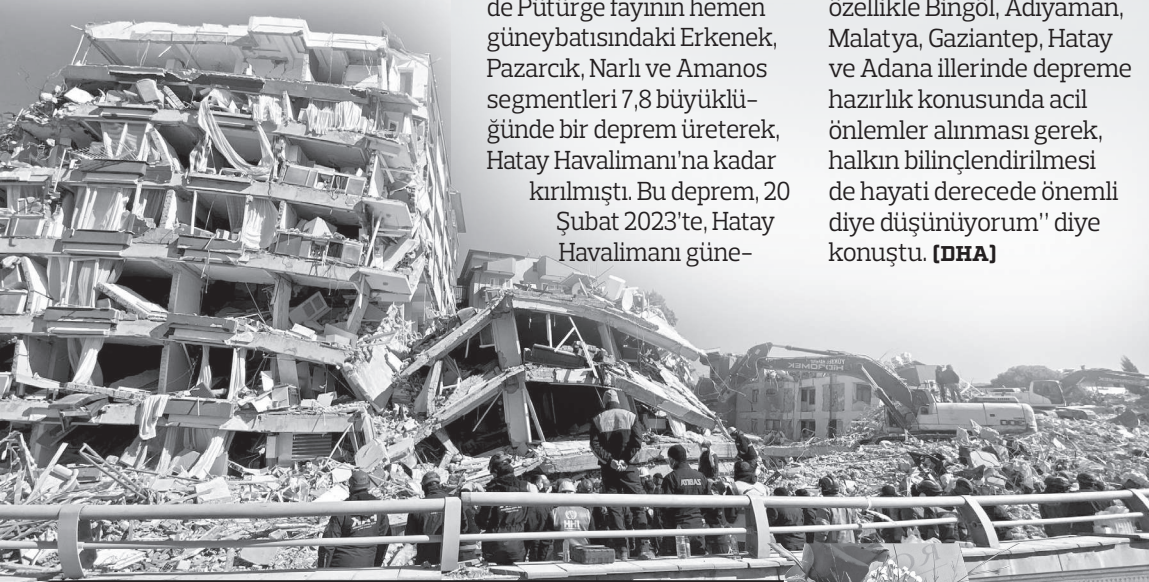 de Pütürge fayının hemen
güneybatısındaki Erkenek,
Pazarcık, Narlı ve Amanos
segmentleri 7,8 büyüklü-
ğünde bir deprem üreterek,
Hatay Havalimanı'na kadar
kırılmıştı. Bu deprem, 20
Şubat 2023'te, Hatay
Havalimanı güne-
özellikle Bingöl, Adıyaman,
Malatya, Gaziantep, Hatay
ve Adana illerinde depreme
hazırlık konusunda acil
önlemler alınması gerek,
halkın bilinçlendirilmesi
de hayati derecede önemli
diye düşünüyorum" diye
konuştu. (DHA)
HİDROMEK